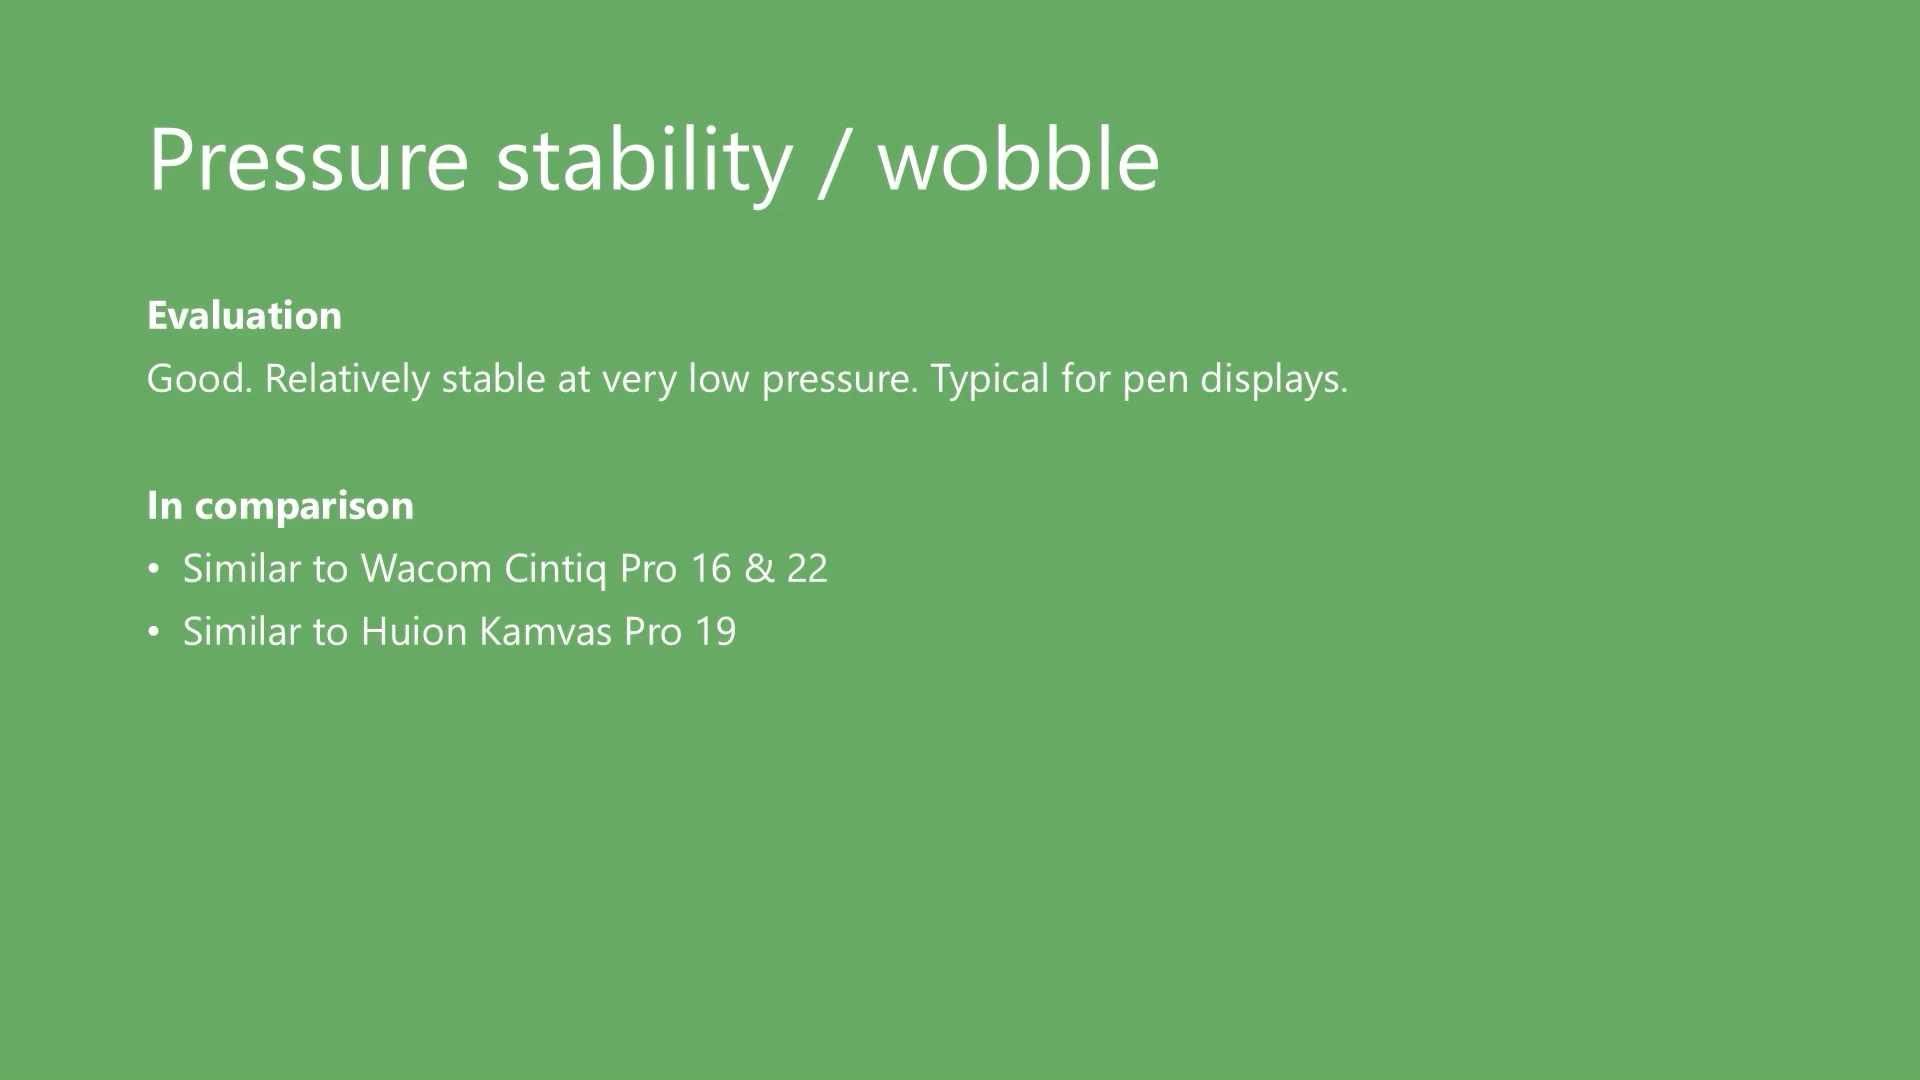 Pressure stability / wobble
Evaluation
Good. Relatively stable at very low pressure. Typical for pen displays.
In comparison
• Similar to Wacom Cintiq Pro 16 & 22
• Similar to Huion Kamvas Pro 19